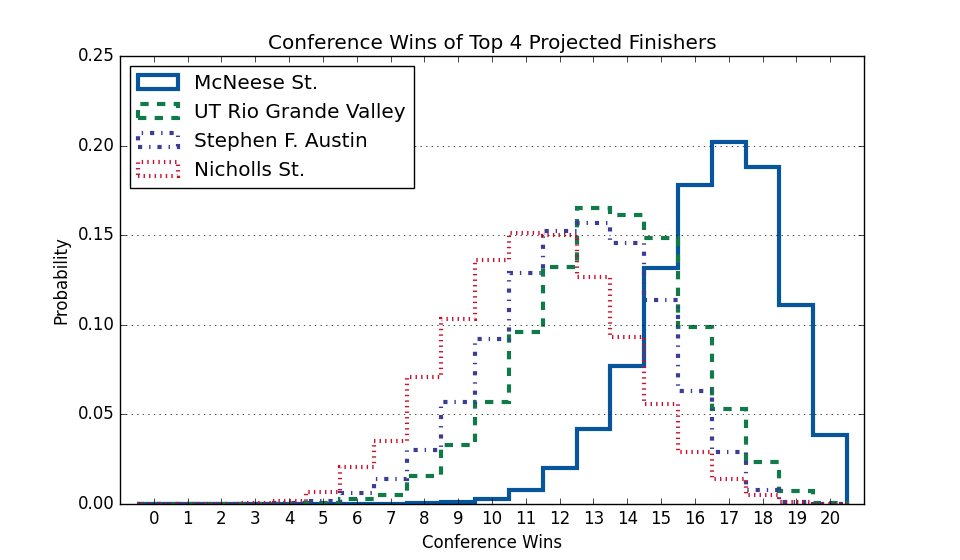 Conference Wins of Top 4 Projected Finishers
McNeese St.
UT Rio Grande Valley
Stephen F. Austin
Nicholls St.
0.25
0.20
0.15
0.10
0.05
0.00
Probability
0 1 2 3 4 5 6 7 8 9 10 11 12 13 14 15 16 17 18 19 20
Conference Wins